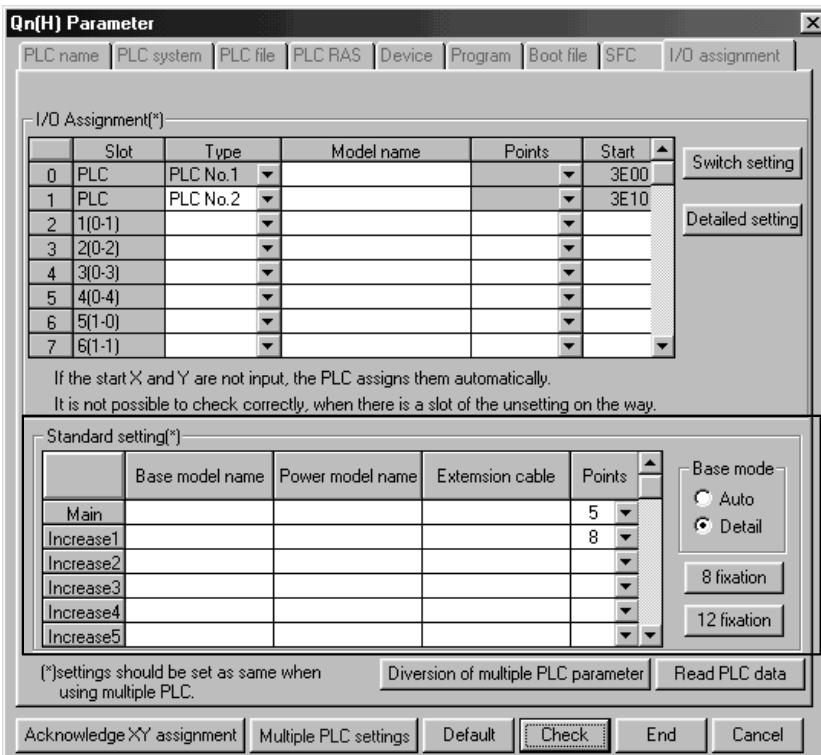 Qn(H) Parameter
PLC name PLC system PLC file PLC RAS Device Program Boot file SFC I/O assignment
I/O Assignment(*)
Slot Type Model name Points Start
0 PLC PLC No.1 3E00
1 PLC PLC No.2 3E10
2 1(0-1)
3 2(0-2)
4 3(0-3)
5 4(0-4)
6 5(1-0)
7 6(1-1)
Switch setting
Detailed setting
If the start X and Y are not input, the PLC assigns them automatically.
It is not possible to check correctly, when there is a slot of the unsetting on the way.
Standard setting(*)
Base model name Power model name Extemsion cable Points
Main 5
Increase1 8
Increase2
Increase3
Increase4
Increase5
Base mode
Auto
Detail
8 fixation
12 fixation
(*)settings should be set as same when
using multiple PLC.
Diversion of multiple PLC parameter Read PLC data
Acknowledge XY assignment Multiple PLC settings Default Check End Cancel